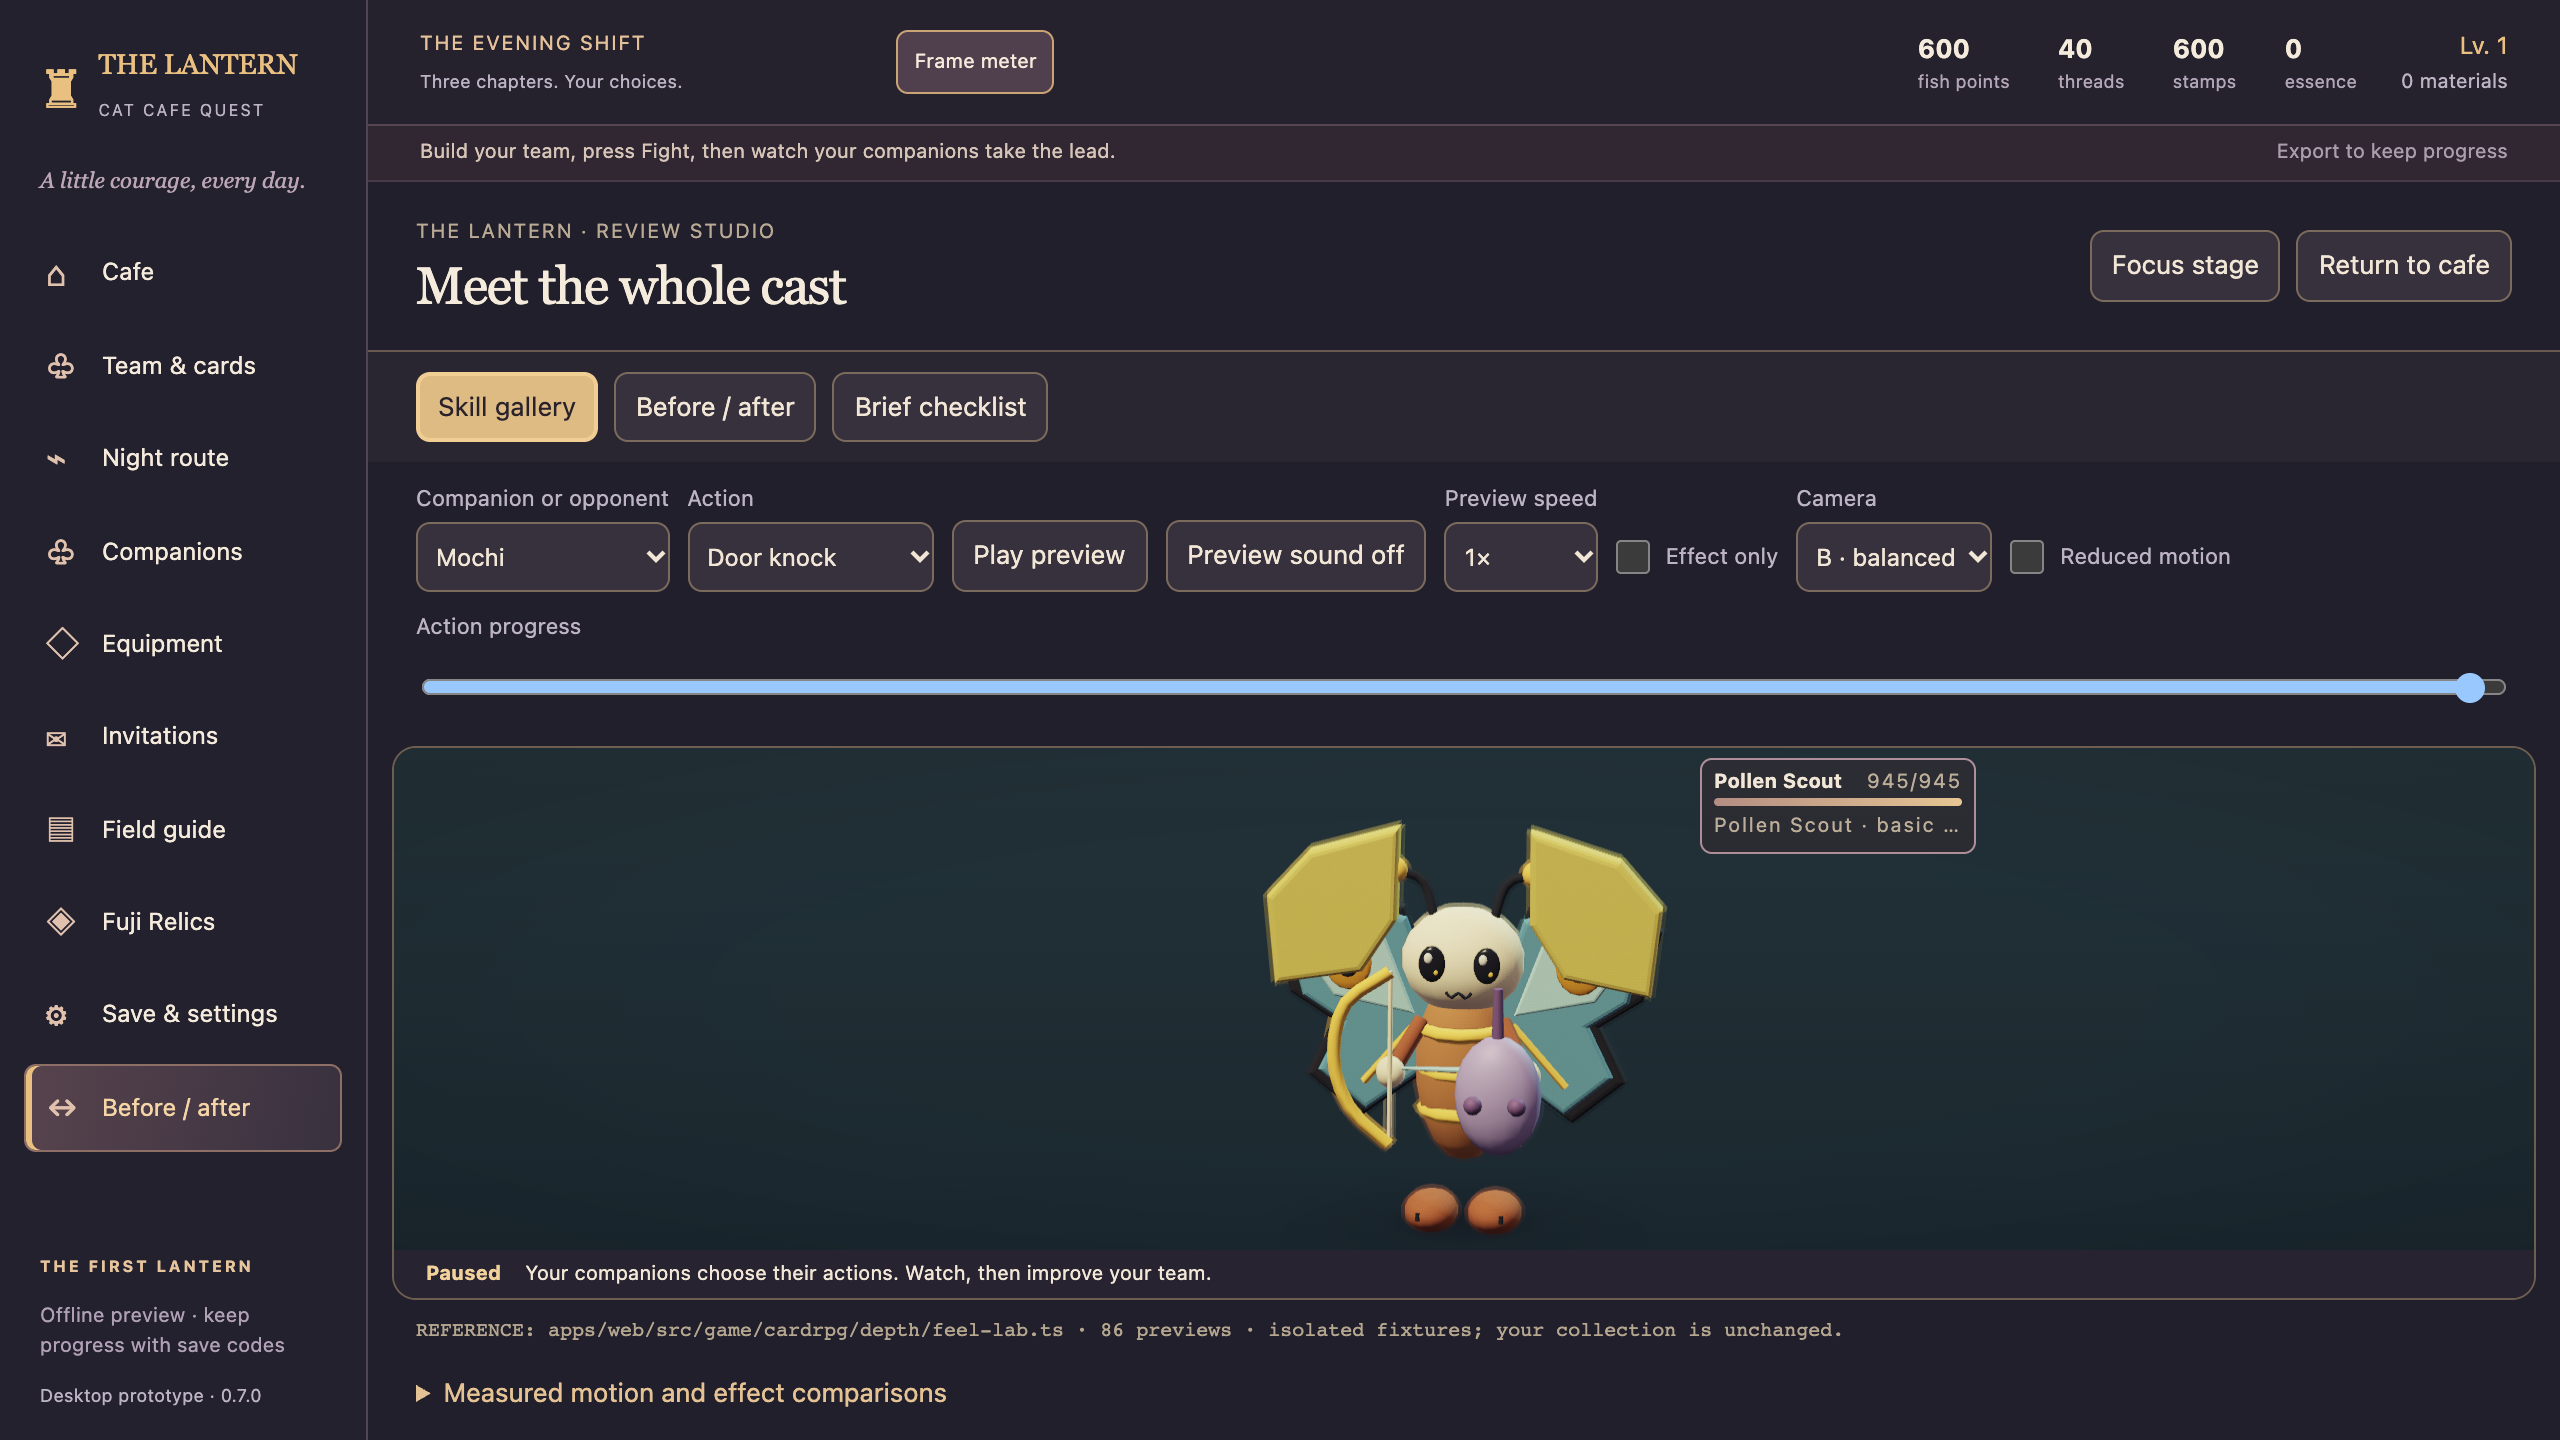 THE LANTERN
CAT CAFE QUEST
A little courage, every day.
Cafe
Team & cards
Night route
Companions
Equipment
Invitations
Field guide
Fuji Relics
Save & settings
Before / after
THE FIRST LANTERN
Offline preview · keep
progress with save codes
Desktop prototype · 0.7.0
THE EVENING SHIFT
Three chapters. Your choices.
Frame meter
600 fish points
40 threads
600 stamps
0 essence
Lv. 1
0 materials
Build your team, press Fight, then watch your companions take the lead.
Export to keep progress
THE LANTERN · REVIEW STUDIO
Meet the whole cast
Focus stage
Return to cafe
Skill gallery
Before / after
Brief checklist
Companion or opponent
Mochi
Action
Door knock
Play preview
Preview sound off
Preview speed
1×
Effect only
Camera
B · balanced
Reduced motion
Action progress
Pollen Scout 945/945
Pollen Scout · basic ...
Paused Your companions choose their actions. Watch, then improve your team.
REFERENCE: apps/web/src/game/cardrpg/depth/feel-lab.ts · 86 previews · isolated fixtures; your collection is unchanged.
Measured motion and effect comparisons